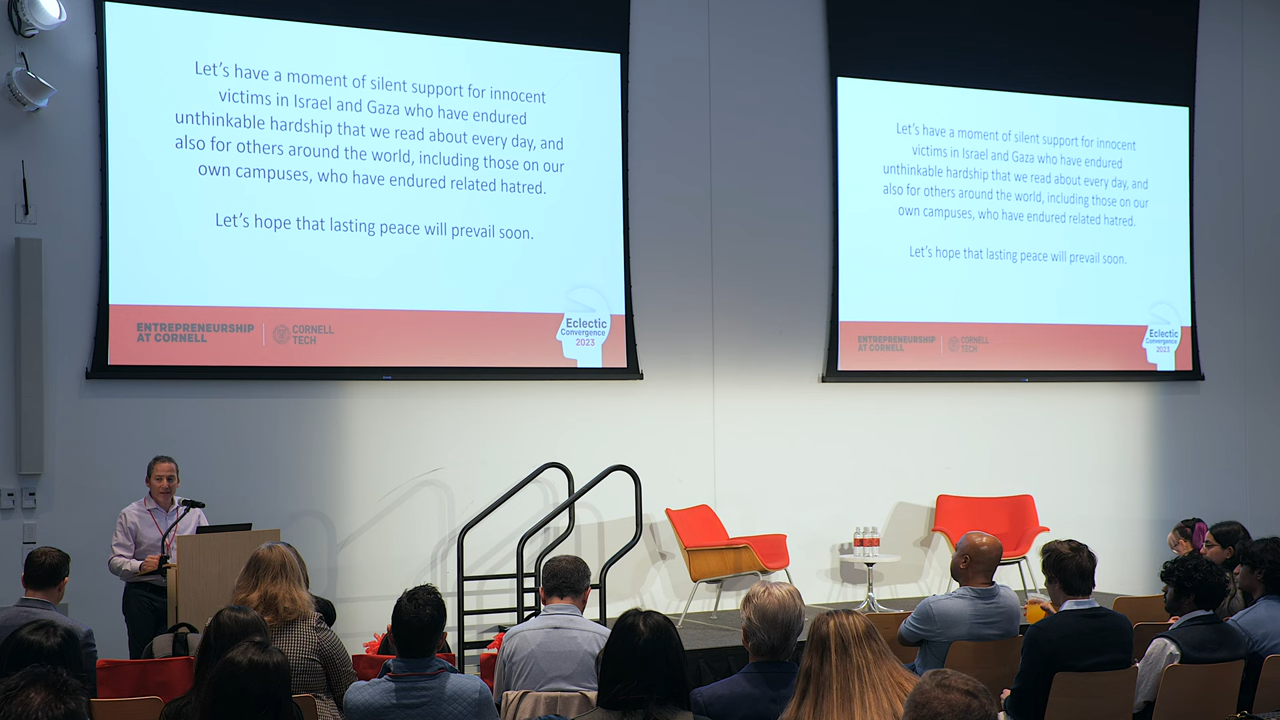 Let's have a moment of silent support for innocent
victims in Israel and Gaza who have endured
unthinkable hardship that we read about every day, and
also for others around the world, including those on our
own campuses, who have endured related hatred.
Let's hope that lasting peace will prevail soon.
ENTREPRENEURSHIP
AT CORNELL
CORNELL
TECH
Eclectic
Convergence
2023
Let's have a moment of silent support for innocent
victims in Israel and Gaza who have endured
unthinkable hardship that we read about every day, and
also for others around the world, including those on our
own campuses, who have endured related hatred.
Let's hope that lasting peace will prevail soon.
ENTREPRENEURSHIP
AT CORNELL
CORNELL
TECH
Eclectic
Convergence
2023